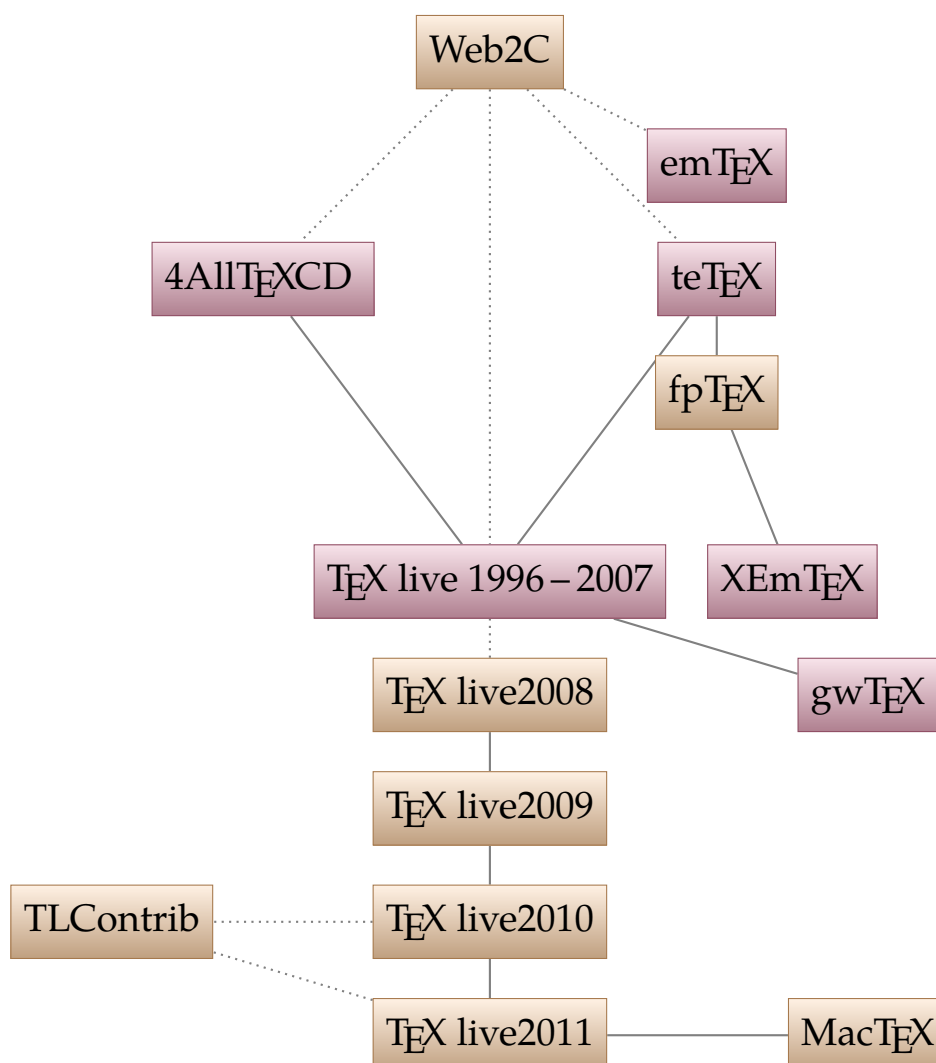 Web2C
emTEX
4AllTEXCD
teTEX
fpTEX
TEX live 1996 – 2007
XEmTEX
TEX live2008
gwTEX
TEX live2009
TLContrib
TEX live2010
TEX live2011
MacTEX